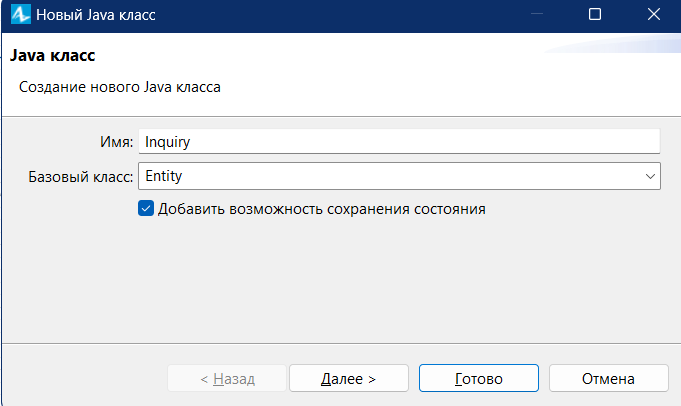 Новый Java класс
Java класс
Создание нового Java класса
Имя: Inquiry
Базовый класс: Entity
Добавить возможность сохранения состояния
< Назад Далее > Готово Отмена